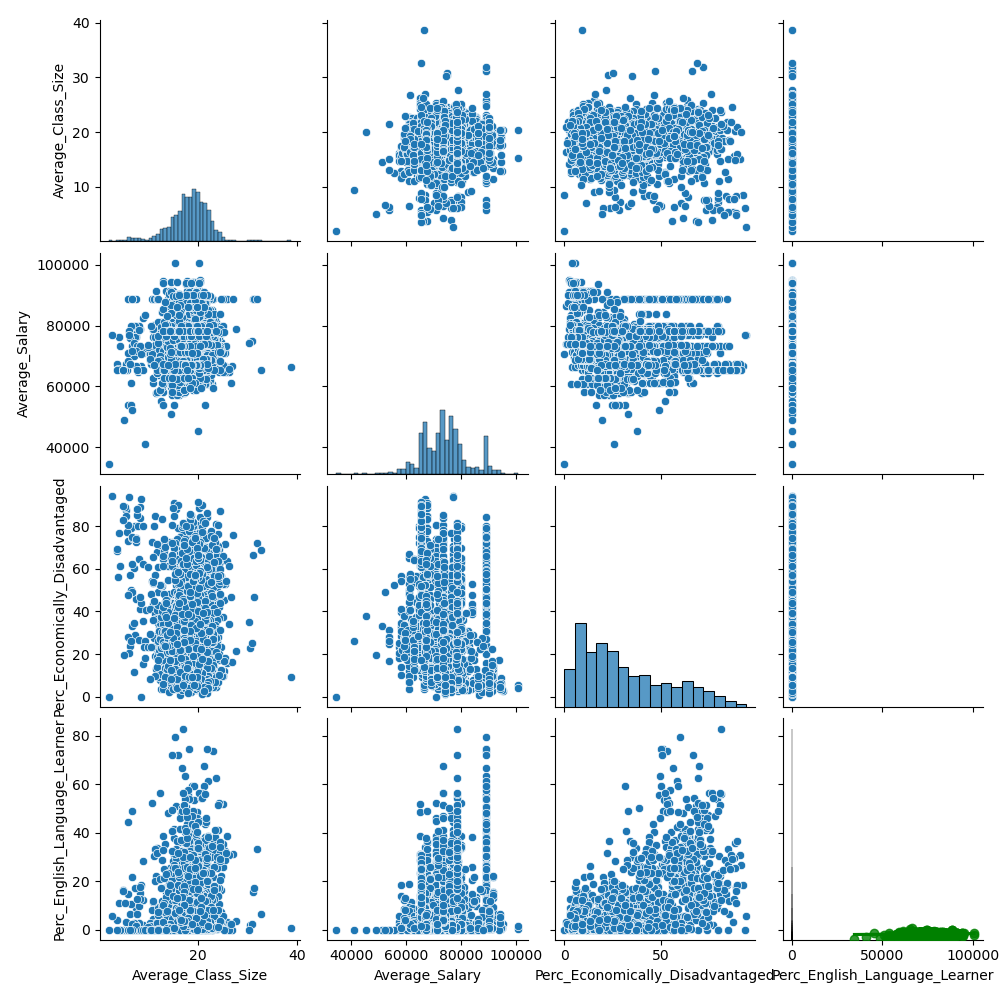 40
30
20
10
Average_Class_Size
100000
80000
60000
40000
Average_Salary
80
60
40
20
0
Perc_Economically_Disadvantaged
80
60
40
20
0
Perc_English_Language_Learner
20 40
40000 60000 80000 100000
0 50
0 50000 100000
Average_Class_Size
Average_Salary
Perc_Economically_Disadvantaged
Perc_English_Language_Learner